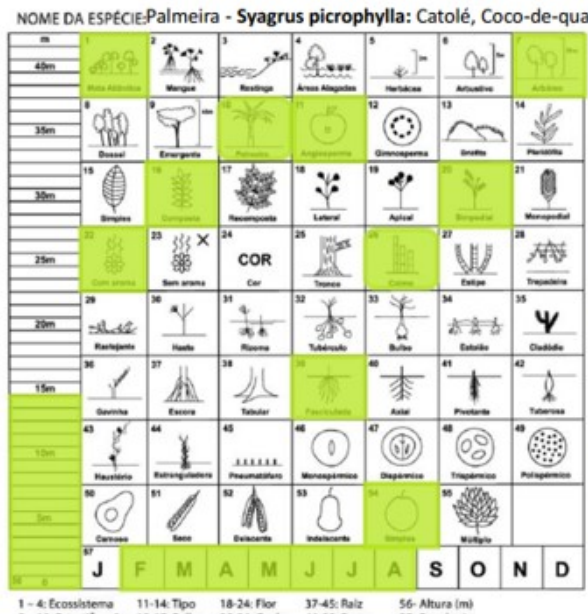 NOME DA ESPÉCIE: Palmeira - Syagrus picrophylla: Catolé, Coco-de-qua
m 1 2 3 4 5 6 7
40m Mata Atlântica Mangue Restinga Áreas Alagadas Herbácea Arbustivo Arbóreo
8 9 10 11 12 13 14
35m Dossel Emergente Palmeira Angiosperma Gimnosperma Plantilha
15 16 17 18 19 20 21
30m Simples Composta Recomposta Lateral Apical Simpodial Monopodial
22 23 24 25 26 27 28
25m Com aroma Sem aroma COR Cor Tronco Colmo Estipe Trepadeira
29 30 31 32 33 34 35
20m Rastejante Haste Rizoma Tubérculo Bulbo Estolão Cladódio
36 37 38 39 40 41 42
15m Gavinha Escora Tabular Fasciculada Axial Pivotante Tuberosa
43 44 45 46 47 48 49
10m Haustório Estranguladora Pneumatóforo Monospérmico Dispérmico Trispérmico Polispérmico
50 51 52 53 54 55
5m Carnoso Seco Deiscente Indeiscente Simples Múltiplo
57
0 J F M A M J J A S O N D
1 – 4: Ecossistema 11-14: Tipo 18-24: Flor 37-45: Raiz 56- Altura (m)